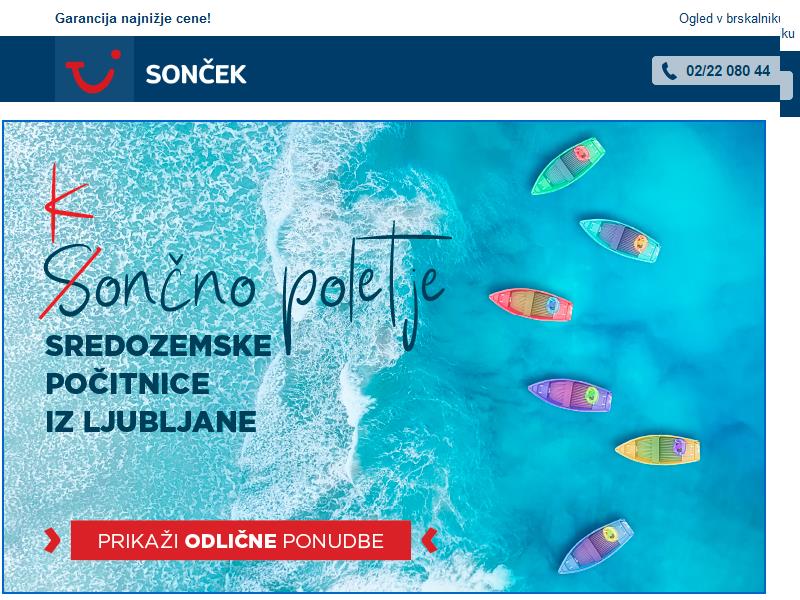 Garancija najnižje cene!
Ogled v brskalniku
ku
SONČEK
02/22 080 44
K
Sončno poletje
SREDOZEMSKE
POČITNICE
IZ LJUBLJANE
PRIKAŽI ODLIČNE PONUDBE